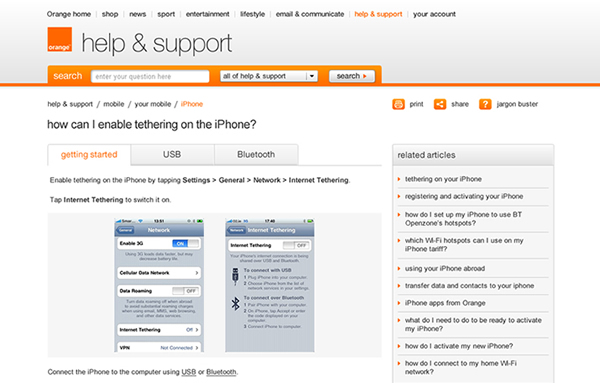 Orange home shop news sport entertainment lifestyle email & communicate help & support your account
orange
help & support
search enter your question here all of help & support search
help & support / mobile / your mobile / iPhone
print share ? jargon buster
how can I enable tethering on the iPhone?
getting started USB Bluetooth
Enable tethering on the iPhone by tapping Settings > General > Network > Internet Tethering.
Tap Internet Tethering to switch it on.
13:51
General Network
Enable 3G ON
Using 3G loads data faster, but may
decrease battery life.
Cellular Data Network
Data Roaming OFF
Turn data roaming off when
abroad to avoid substantial
roaming charges when using email,
web browsing and other
data services.
Internet Tethering Off
VPN Not Connected
17:40
Network Internet Tethering
Internet Tethering OFF
Your iPhone's internet connection is being
shared over USB and Bluetooth.
To connect with USB
1 Plug iPhone into your computer.
2 Choose iPhone from the list of
network services in your settings.
To connect over Bluetooth
1 Pair iPhone with your computer.
2 On iPhone, tap Accept or enter
the code displayed on your
computer.
3 Connect iPhone to computer.
Connect the iPhone to the computer using USB or Bluetooth.
related articles
tethering on your iPhone
registering and activating your iPhone
how do I set up my iPhone to use BT
Openzone's hotspots?
which Wi-Fi hotspots can I use on my
iPhone tariff?
using your iPhone abroad
transfer data and contacts to your iphone
iPhone apps from Orange
what do I need to do to be ready to activate
my iPhone?
how do I activate my new iPhone?
how do I connect to my home Wi-Fi
network?